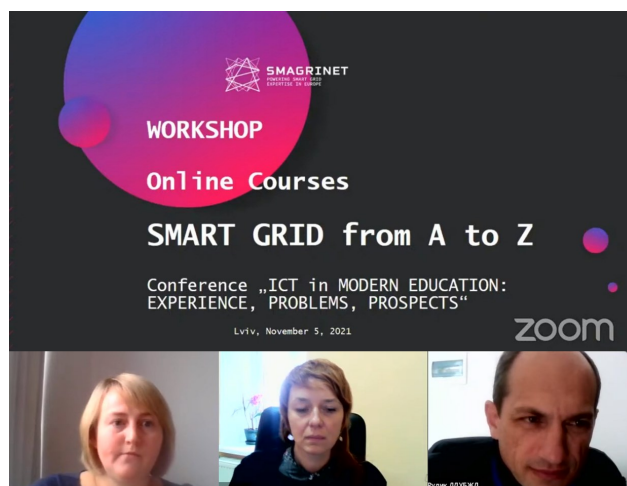 SMAGRINET
POWERING SMART GRID
EXPERTISE IN EUROPE
WORKSHOP
Online Courses
SMART GRID from A to Z
Conference „ICT in MODERN EDUCATION:
EXPERIENCE, PROBLEMS, PROSPECTS“
Lviv, November 5, 2021
zoom